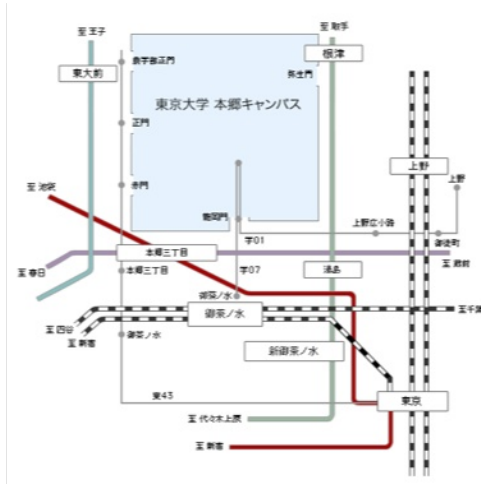 至 王子
至 取手
東大前
農学部正門
根津
弥生門
東京大学 本郷キャンパス
正門
上野
至 池袋
赤門
上野
龍岡門
上野広小路
学01
御徒町
本郷三丁目
至 春日
本郷三丁目
学07
湯島
至 蔵前
御茶ノ水
御茶ノ水
至 千葉
至 四谷
至 新宿
御茶ノ水
新御茶ノ水
東43
東京
至 代々木上原
至 新宿